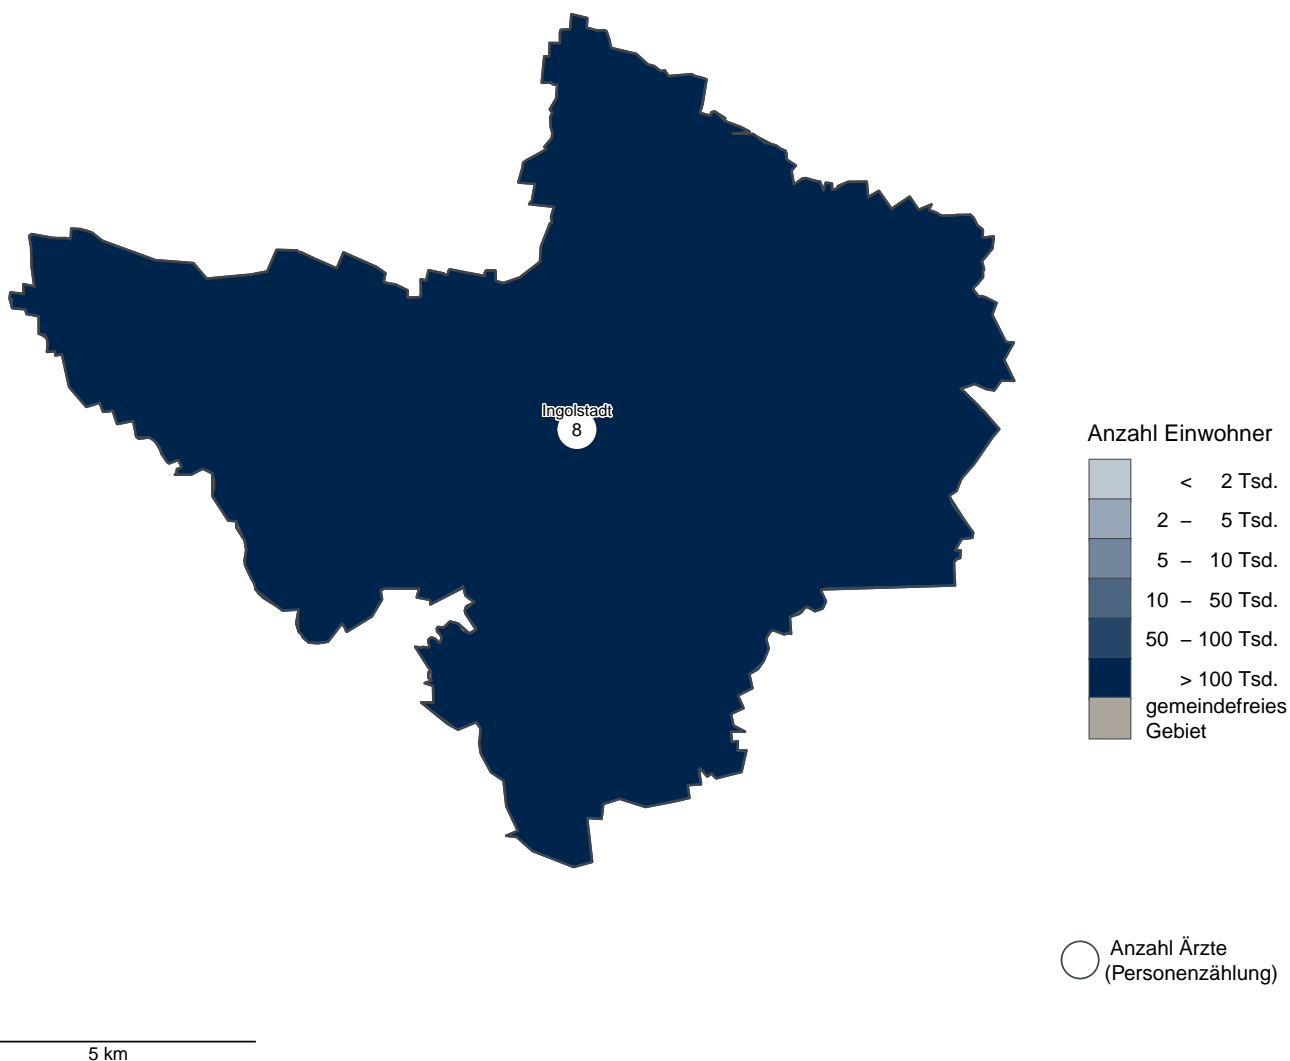 Ingolstadt
8
Anzahl Einwohner
< 2 Tsd.
2 – 5 Tsd.
5 – 10 Tsd.
10 – 50 Tsd.
50 – 100 Tsd.
> 100 Tsd.
gemeindefreies
Gebiet
Anzahl Ärzte
(Personenzählung)
5 km